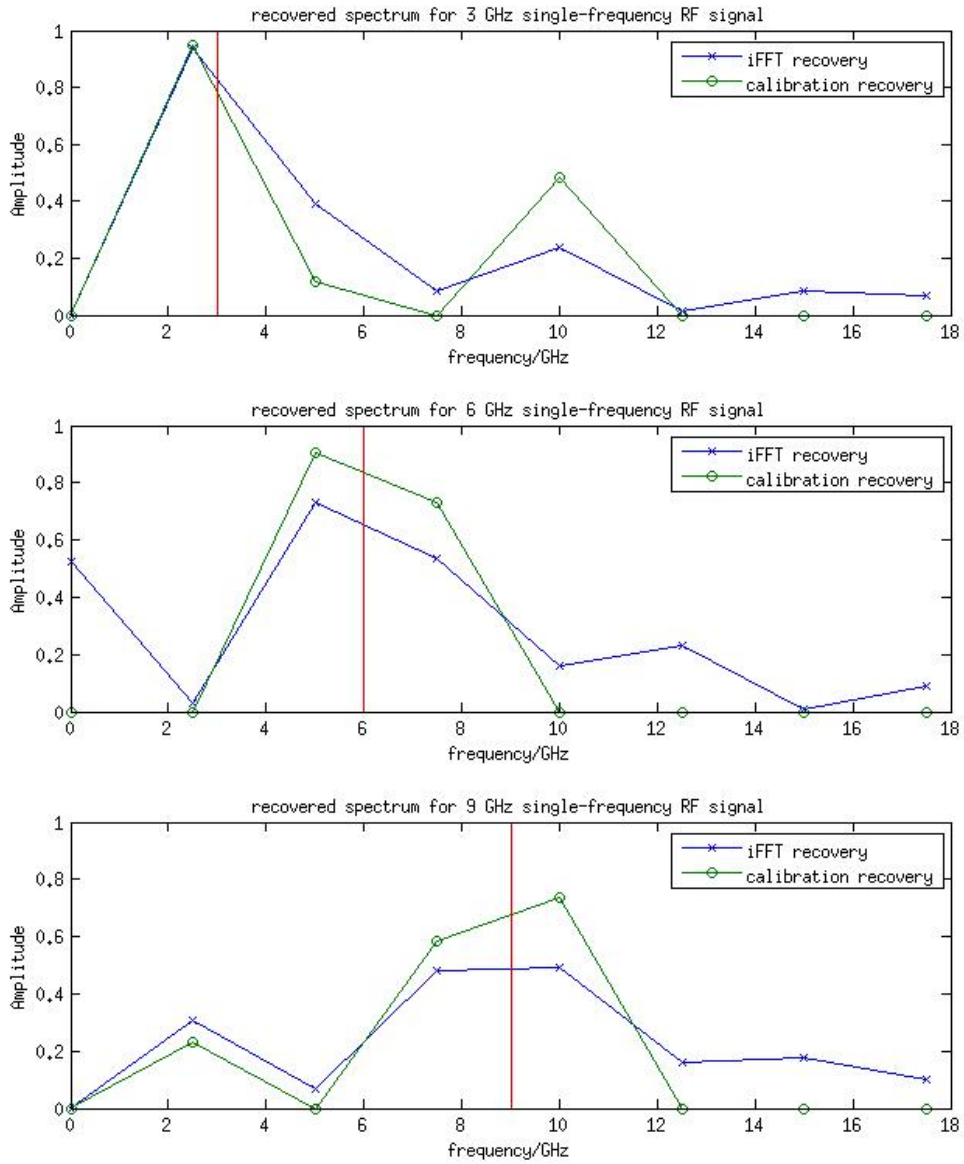 recovered spectrum for 3 GHz single-frequency RF signal
1
0.8
0.6
0.4
0.2
0
Amplitude
iFFT recovery
calibration recovery
0 2 4 6 8 10 12 14 16 18
frequency/GHz
recovered spectrum for 6 GHz single-frequency RF signal
1
0.8
0.6
0.4
0.2
0
Amplitude
iFFT recovery
calibration recovery
0 2 4 6 8 10 12 14 16 18
frequency/GHz
recovered spectrum for 9 GHz single-frequency RF signal
1
0.8
0.6
0.4
0.2
0
Amplitude
iFFT recovery
calibration recovery
0 2 4 6 8 10 12 14 16 18
frequency/GHz